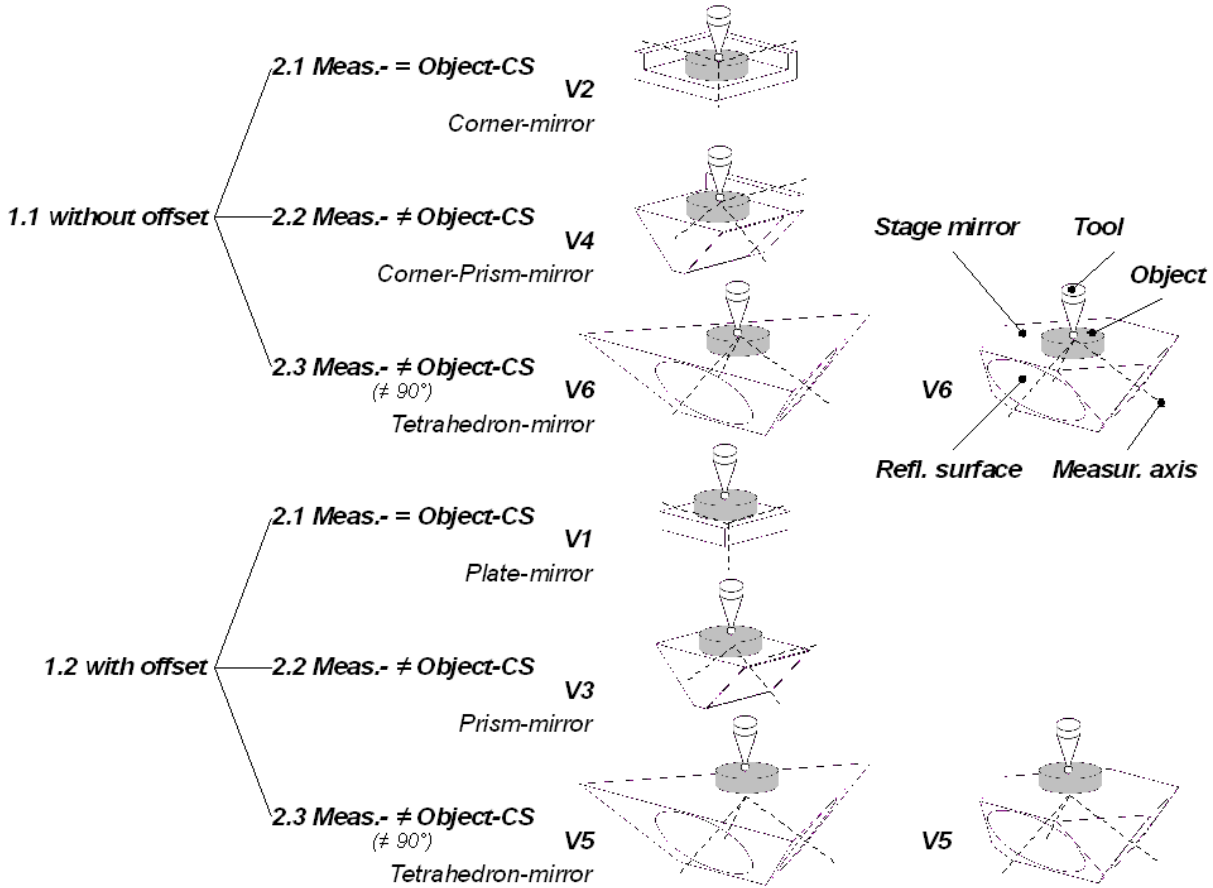 2.1 Meas.- = Object-CS
V2
Corner-mirror
1.1 without offset
2.2 Meas.- ≠ Object-CS
V4
Corner-Prism-mirror
2.3 Meas.- ≠ Object-CS
(≠ 90°)
V6
Tetrahedron-mirror
Stage mirror
Tool
Object
V6
Refl. surface
Measur. axis
2.1 Meas.- = Object-CS
V1
Plate-mirror
1.2 with offset
2.2 Meas.- ≠ Object-CS
V3
Prism-mirror
2.3 Meas.- ≠ Object-CS
(≠ 90°)
V5
Tetrahedron-mirror
V5